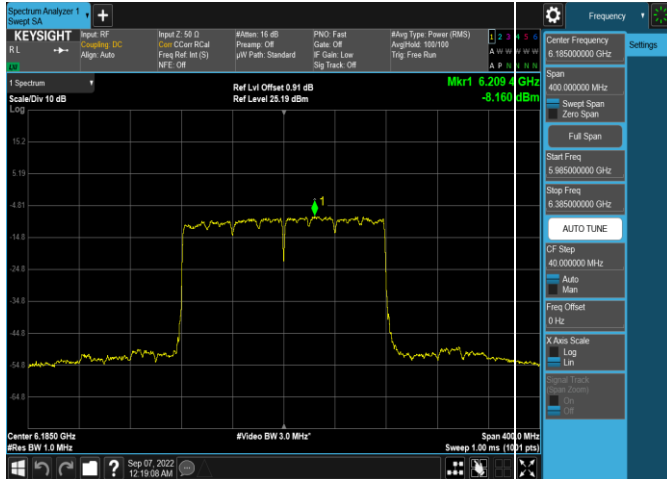 Spectrum Analyzer 1
Swept SA
+
Frequency
KEYSIGHT
RL
Input: RF
Coupling: DC
Align: Auto
Input Z: 50 Ω
Corr CCorr RCal
Freq Ref: Int (S)
NFE: Off
#Atten: 16 dB
Preamp: Off
µW Path: Standard
PNO: Fast
Gate: Off
IF Gain: Low
Sig Track: Off
#Avg Type: Power (RMS)
Avg|Hold: 100/100
Trig: Free Run
1 2 3 4 5 6
A W W W W W
A P N N N N
1 Spectrum
Scale/Div 10 dB
Log
Ref Lvl Offset 0.91 dB
Ref Level 25.19 dBm
Mkr1 6.209 4 GHz
-8.160 dBm
15.2
5.19
-4.81
-14.8
-24.8
-34.8
-44.8
-54.8
-64.8
1
Center 6.1850 GHz
#Res BW 1.0 MHz
#Video BW 3.0 MHz*
Span 400.0 MHz
Sweep 1.00 ms (1001 pts)
Sep 07, 2022
12:19:08 AM
Center Frequency
6.185000000 GHz
Settings
Span
400.000000 MHz
Swept Span
Zero Span
Full Span
Start Freq
5.985000000 GHz
Stop Freq
6.385000000 GHz
AUTO TUNE
CF Step
40.000000 MHz
Auto
Man
Freq Offset
0 Hz
X Axis Scale
Log
Lin
Signal Track
(Span Zoom)
On
Off